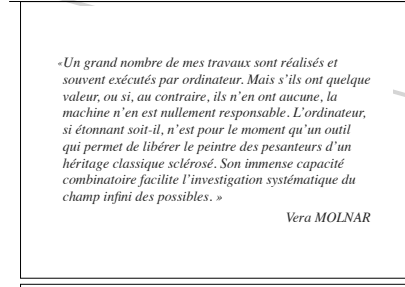 «Un grand nombre de mes travaux sont réalisés et
souvent exécutés par ordinateur. Mais s'ils ont quelque
valeur, ou si, au contraire, ils n'en ont aucune, la
machine n'en est nullement responsable. L'ordinateur,
si étonnant soit-il, n'est pour le moment qu'un outil
qui permet de libérer le peintre des pesanteurs d'un
héritage classique sclérosé. Son immense capacité
combinatoire facilite l'investigation systématique du
champ infini des possibles. »
Vera MOLNAR